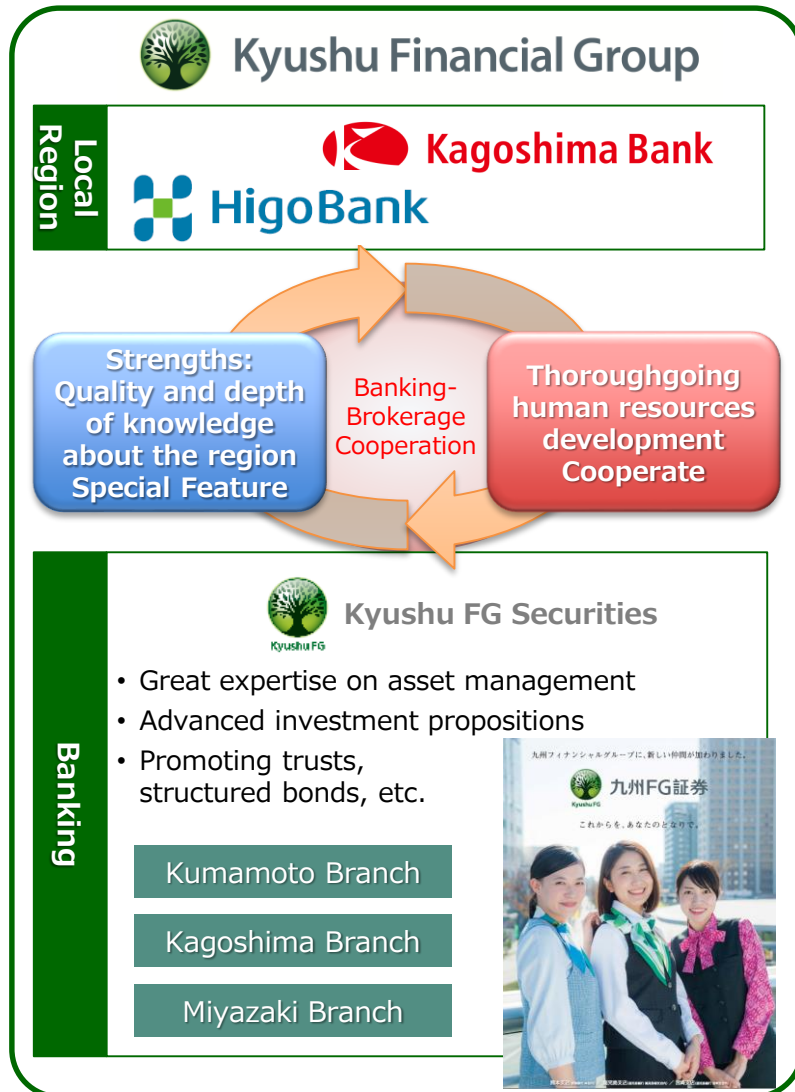 Kyushu Financial Group
Local
Region
Kagoshima Bank
HigoBank
Strengths:
Quality and depth
of knowledge
about the region
Special Feature
Banking-
Brokerage
Cooperation
Thoroughgoing
human resources
development
Cooperate
Banking
Kyushu FG
Kyushu FG Securities
• Great expertise on asset management
• Advanced investment propositions
• Promoting trusts,
structured bonds, etc.
Kumamoto Branch
Kagoshima Branch
Miyazaki Branch
九州フィナンシャルグループに、新しい仲間が加わりました。
Kyushu FG
九州FG証券
これからを、あなたのとなりで。